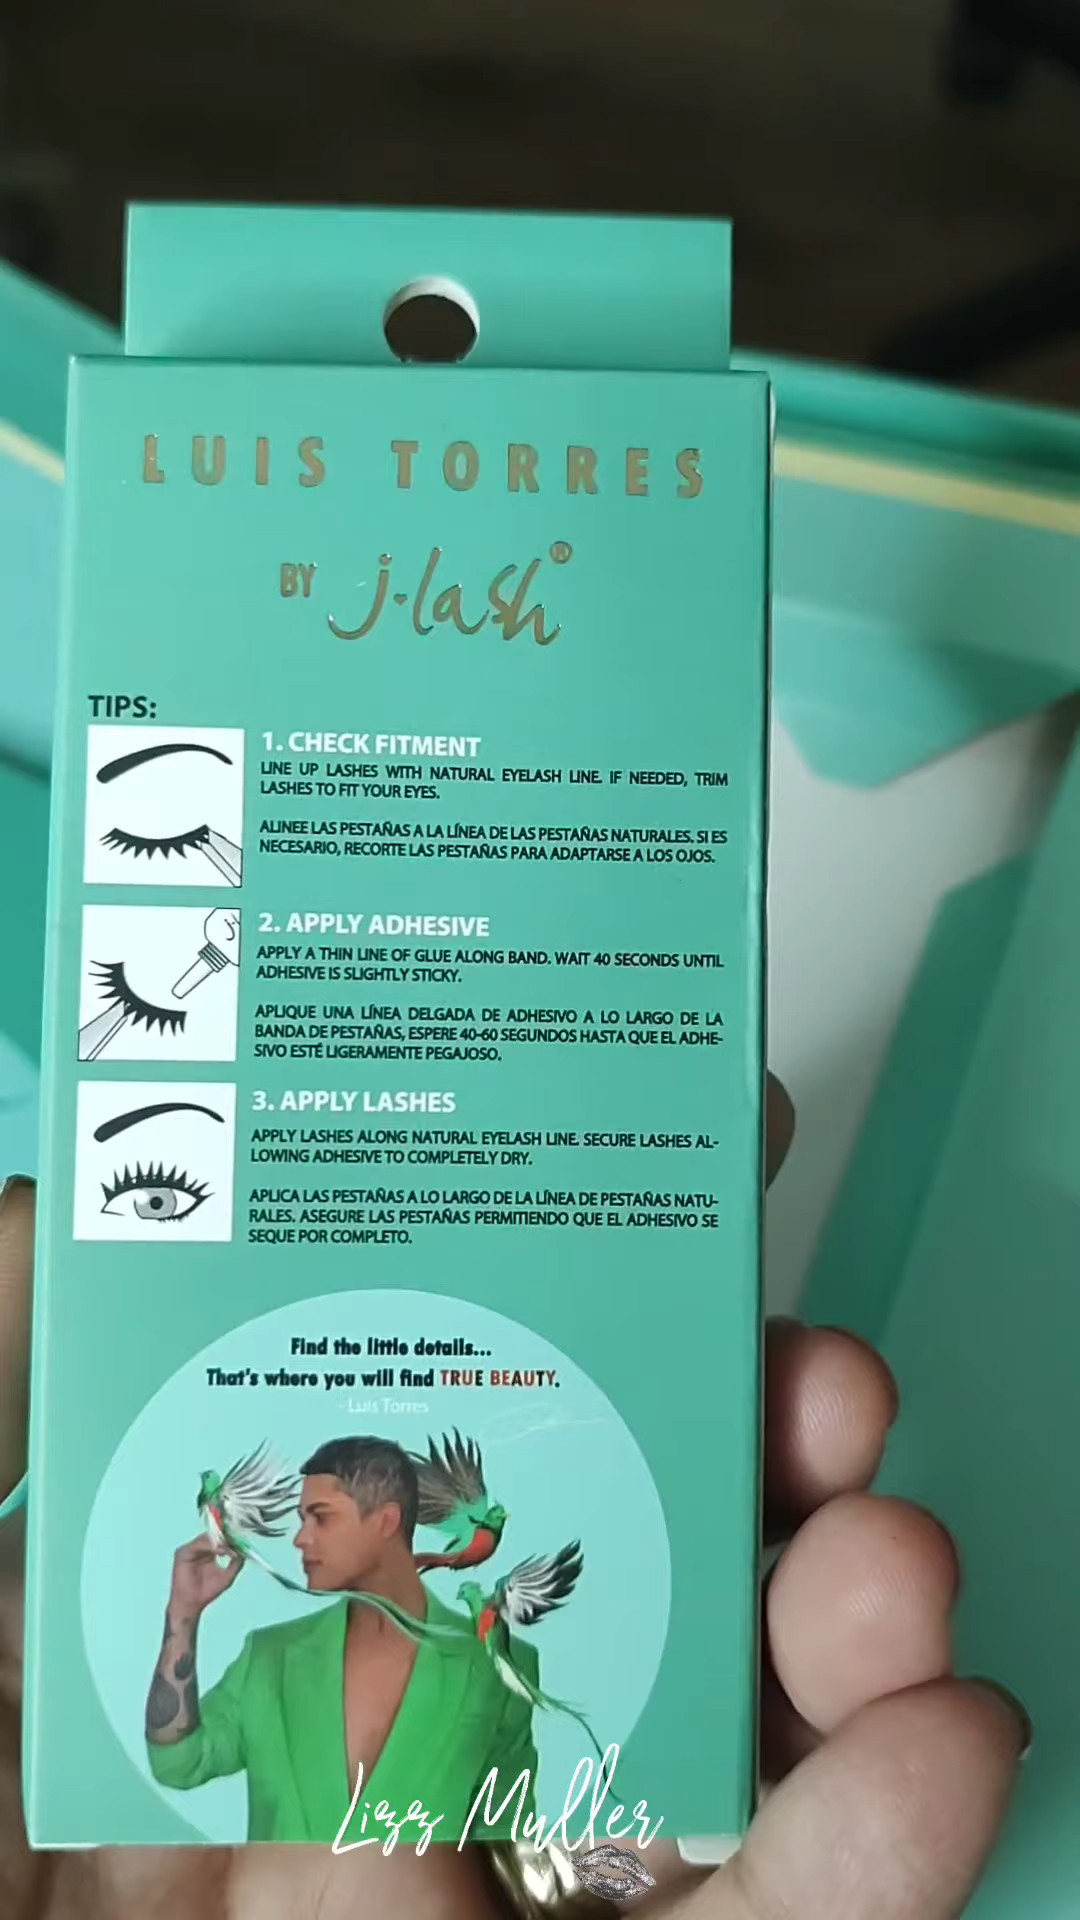 LUIS TORRES
BY j·lash®
TIPS:
1. CHECK FITMENT
LINE UP LASHES WITH NATURAL EYELASH LINE. IF NEEDED, TRIM
LASHES TO FIT YOUR EYES.
ALINEE LAS PESTAÑAS A LA LÍNEA DE LAS PESTAÑAS NATURALES. SI ES
NECESARIO, RECORTE LAS PESTAÑAS PARA ADAPTARSE A LOS OJOS.
2. APPLY ADHESIVE
APPLY A THIN LINE OF GLUE ALONG BAND. WAIT 40 SECONDS UNTIL
ADHESIVE IS SLIGHTLY STICKY.
APLIQUE UNA LÍNEA DELGADA DE ADHESIVO A LO LARGO DE LA
BANDA DE PESTAÑAS, ESPERE 40-60 SEGUNDOS HASTA QUE EL ADHE-
SIVO ESTÉ LIGERAMENTE PEGAJOSO.
3. APPLY LASHES
APPLY LASHES ALONG NATURAL EYELASH LINE. SECURE LASHES AL-
LOWING ADHESIVE TO COMPLETELY DRY.
APLICA LAS PESTAÑAS A LO LARGO DE LA LÍNEA DE PESTAÑAS NATU-
RALES. ASEGURE LAS PESTAÑAS PERMITIENDO QUE EL ADHESIVO SE
SEQUE POR COMPLETO.
Find the little details...
That's where you will find TRUE BEAUTY.
- Luis Torres
Lizz Muller